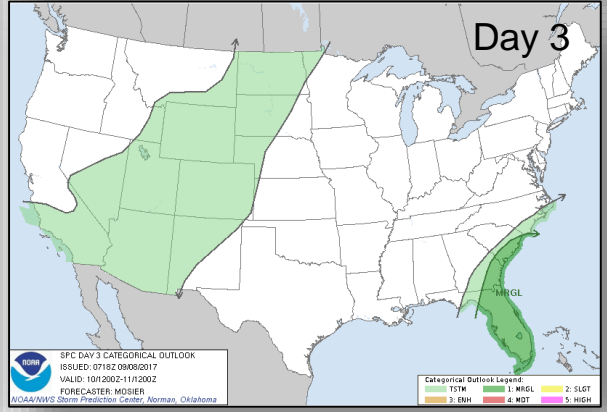 Day 3
MRGL
NOAA
SPC DAY 3 CATEGORICAL OUTLOOK
ISSUED: 0718Z 09/08/2017
VALID: 10/1200Z-11/1200Z
FORECASTER: MOSIER
NOAA/NWS Storm Prediction Center, Norman, Oklahoma
Categorical Outlook Legend:
TSTM 1: MRGL 2: SLGT
3: ENH 4: MDT 5: HIGH